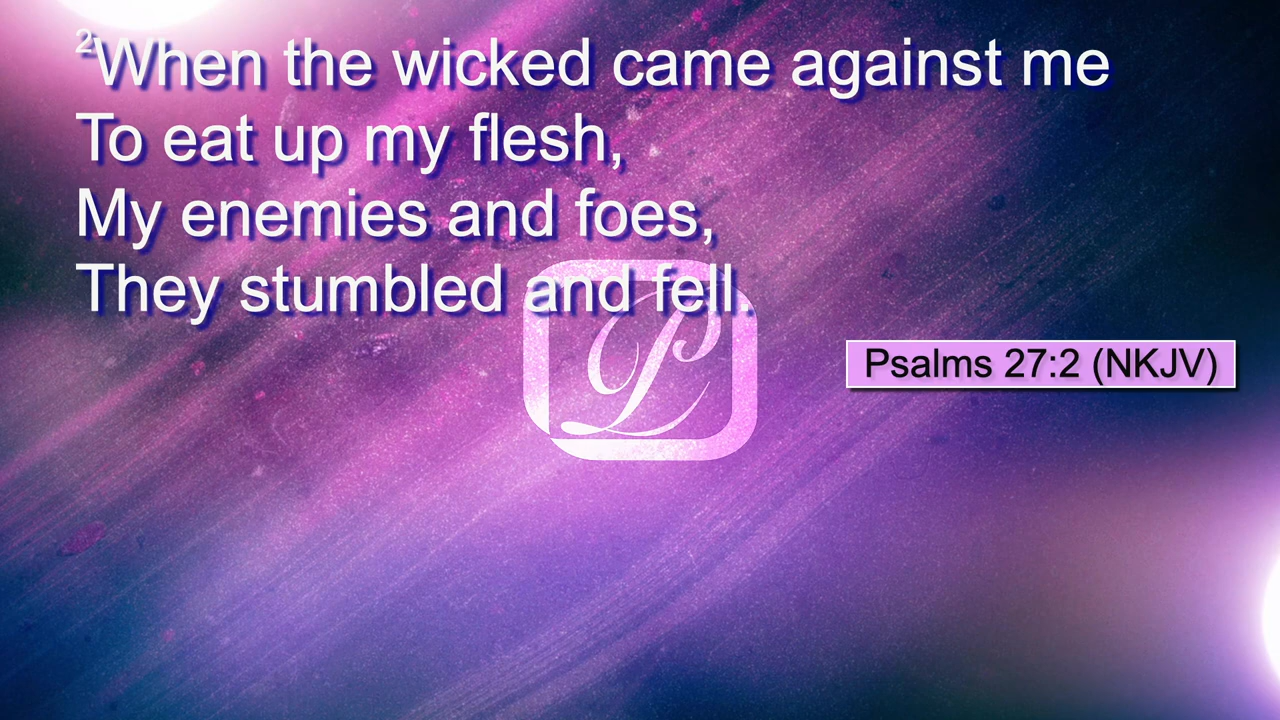 2When the wicked came against me
To eat up my flesh,
My enemies and foes,
They stumbled and fell.
P
Psalms 27:2 (NKJV)